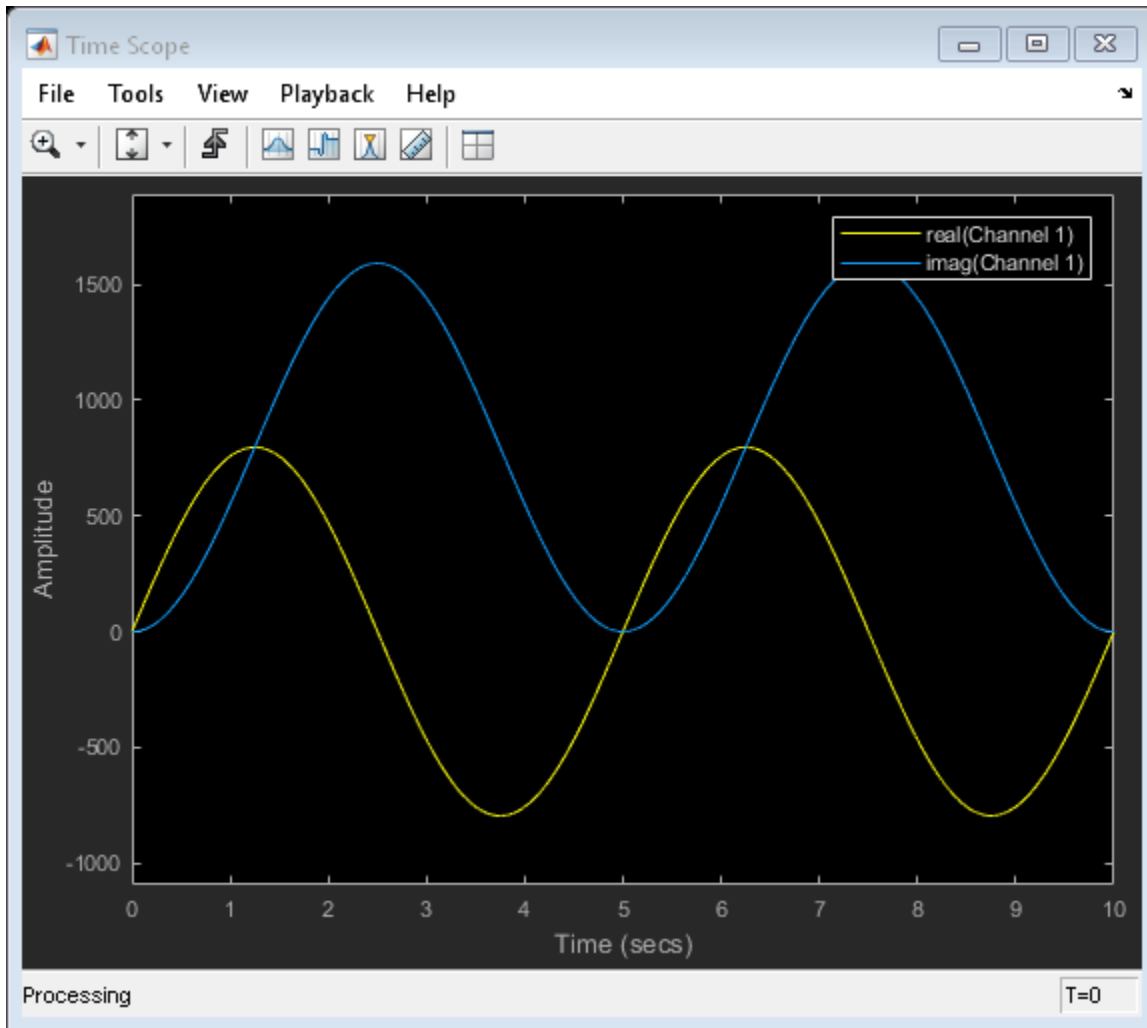 Time Scope
File Tools View Playback Help
real(Channel 1)
imag(Channel 1)
1500
1000
500
0
-500
-1000
Amplitude
0 1 2 3 4 5 6 7 8 9 10
Time (secs)
Processing T=0